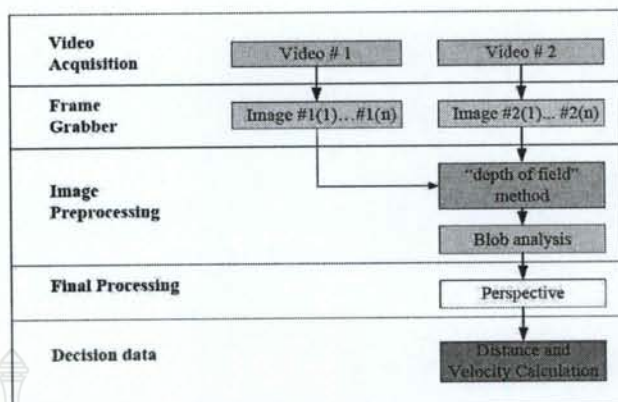 Video
Acquisition
Video # 1
Video # 2
Frame
Grabber
Image #1(1)…#1(n)
Image #2(1)... #2(n)
Image
Preprocessing
“depth of field”
method
Blob analysis
Final Processing
Perspective
Decision data
Distance and
Velocity Calculation